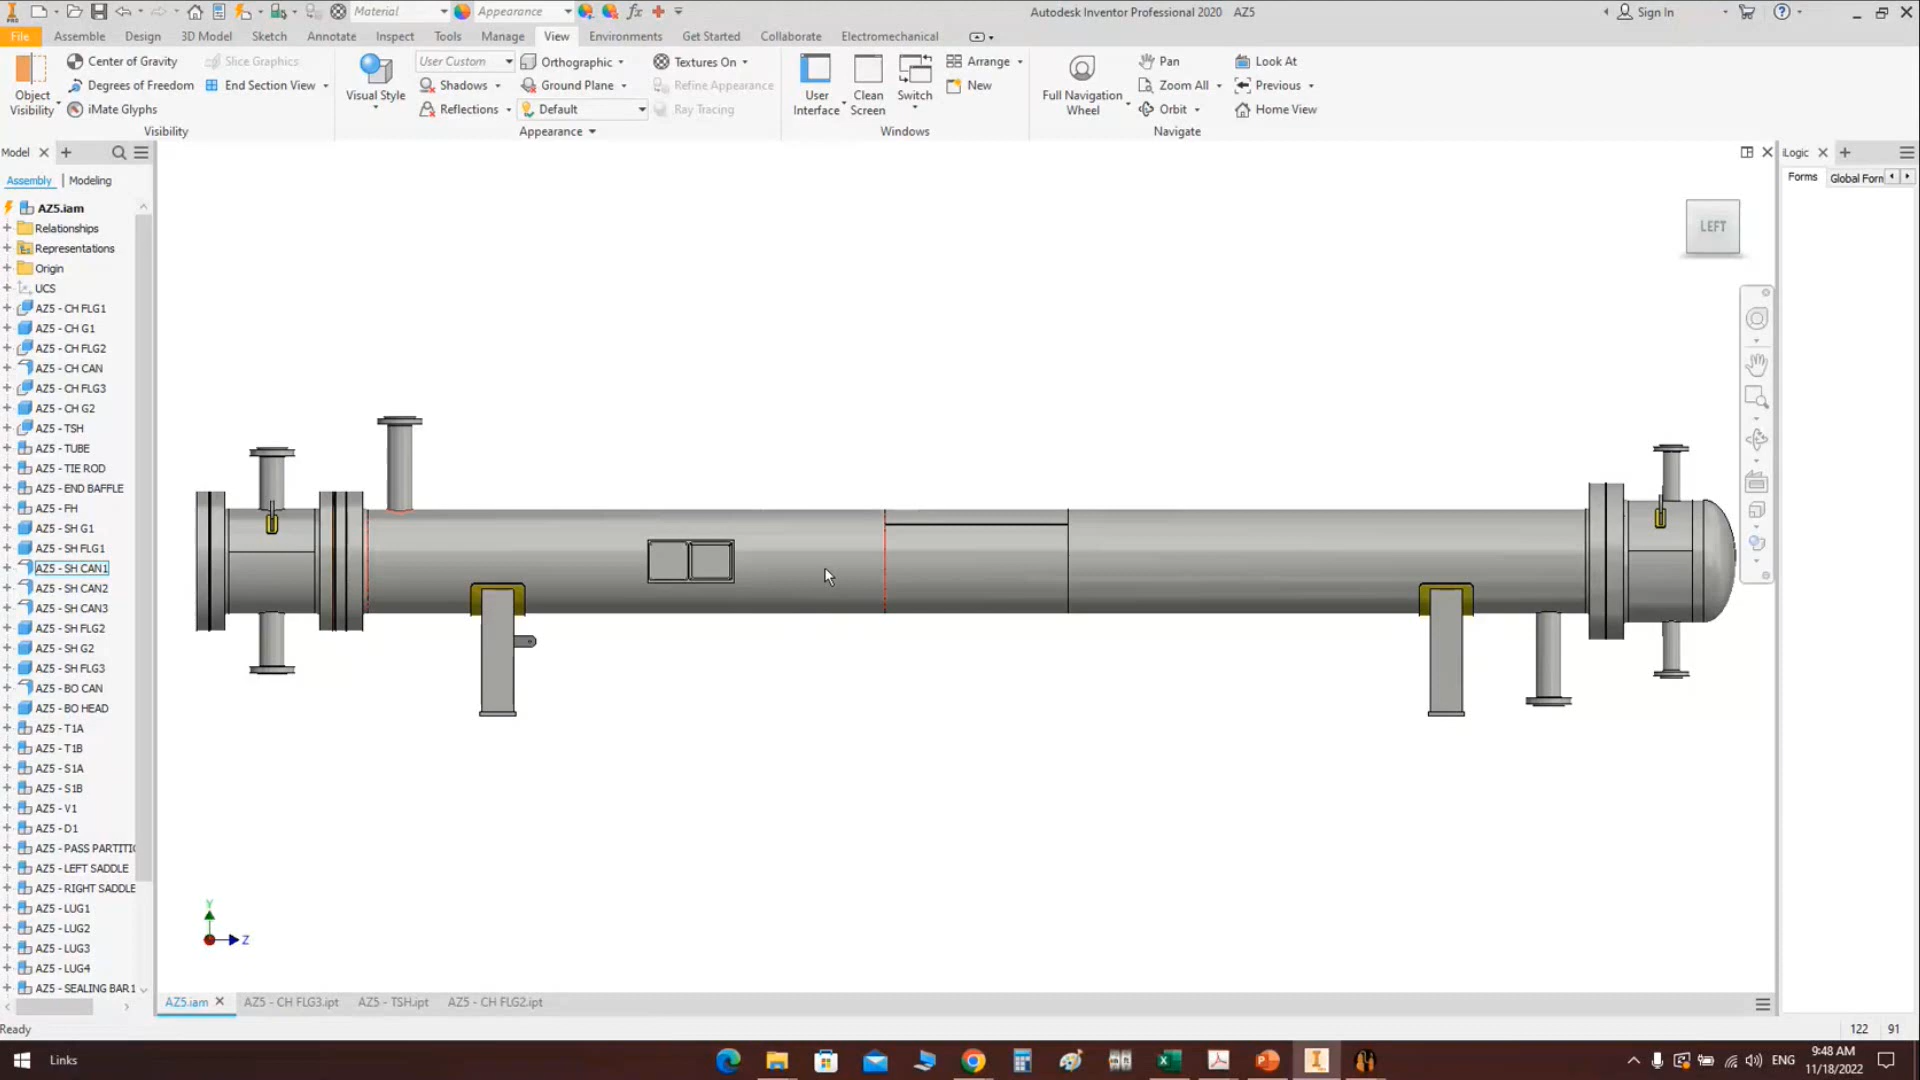 Material
Appearance
Autodesk Inventor Professional 2020 AZ5
Sign In
File Assemble Design 3D Model Sketch Annotate Inspect Tools Manage View Environments Get Started Collaborate Electromechanical
Object Visibility
Center of Gravity
Degrees of Freedom
iMate Glyphs
Slice Graphics
End Section View
Visibility
Visual Style
User Custom
Shadows
Reflections
Orthographic
Ground Plane
Default
Textures On
Refine Appearance
Ray Tracing
Appearance
User Interface
Clean Screen
Switch
Arrange
New
Windows
Full Navigation Wheel
Pan
Zoom All
Orbit
Look At
Previous
Home View
Navigate
Model
Assembly | Modeling
AZ5.iam
Relationships
Representations
Origin
UCS
AZ5 - CH FLG1
AZ5 - CH G1
AZ5 - CH FLG2
AZ5 - CH CAN
AZ5 - CH FLG3
AZ5 - CH G2
AZ5 - TSH
AZ5 - TUBE
AZ5 - TIE ROD
AZ5 - END BAFFLE
AZ5 - FH
AZ5 - SH G1
AZ5 - SH FLG1
AZ5 - SH CAN1
AZ5 - SH CAN2
AZ5 - SH CAN3
AZ5 - SH FLG2
AZ5 - SH G2
AZ5 - SH FLG3
AZ5 - BO CAN
AZ5 - BO HEAD
AZ5 - T1A
AZ5 - T1B
AZ5 - S1A
AZ5 - S1B
AZ5 - V1
AZ5 - D1
AZ5 - PASS PARTITI
AZ5 - LEFT SADDLE
AZ5 - RIGHT SADDLE
AZ5 - LUG1
AZ5 - LUG2
AZ5 - LUG3
AZ5 - LUG4
AZ5 - SEALING BAR1
LEFT
iLogic
Forms Global Forn
Y
Z
AZ5.iam AZ5 - CH FLG3.ipt AZ5 - TSH.ipt AZ5 - CH FLG2.ipt
Ready
122 91
Links
ENG
9:48 AM
11/18/2022